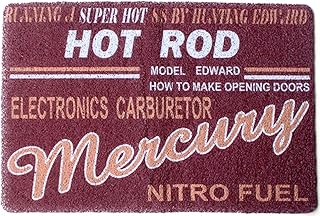 RUNNING J SUPER HOT S S BY HUNTING EDWARD
HOT ROD
MODEL EDWARD
HOW TO MAKE OPENING DOORS
ELECTRONICS CARBURETOR
Mercury
NITRO FUEL